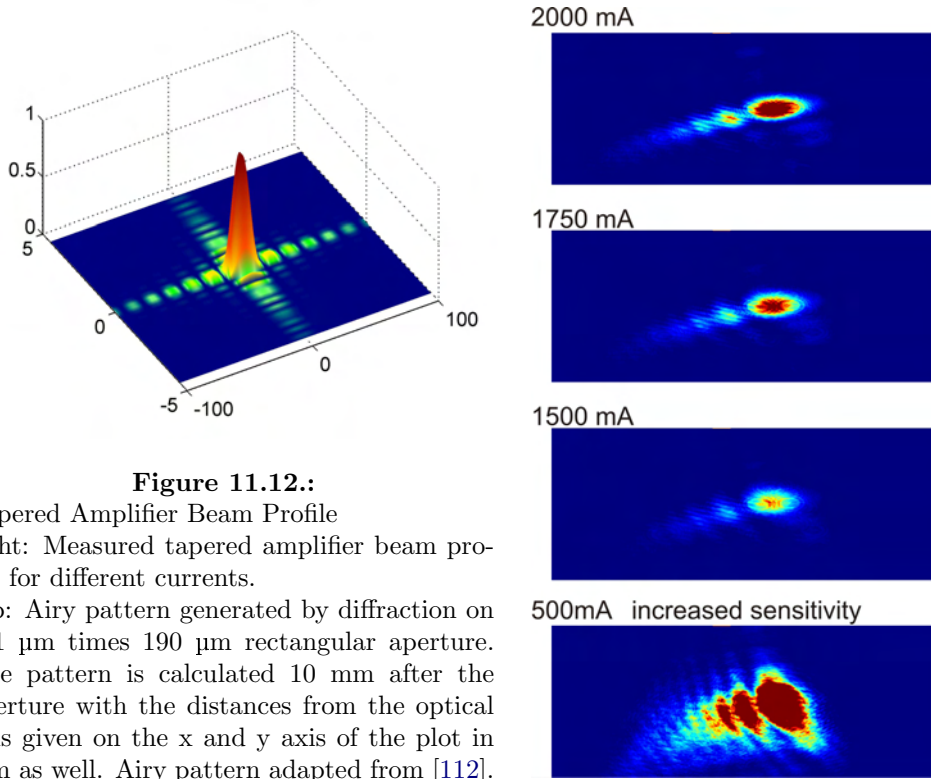 1
0.5
0
5
0
-5
-100
0
100
Figure 11.12.:
pered Amplifier Beam Profile
ht: Measured tapered amplifier beam pro-
for different currents.
: Airy pattern generated by diffraction on
1 µm times 190 µm rectangular aperture.
e pattern is calculated 10 mm after the
erture with the distances from the optical
s given on the x and y axis of the plot in
m as well. Airy pattern adapted from [112].
2000 mA
1750 mA
1500 mA
500mA increased sensitivity